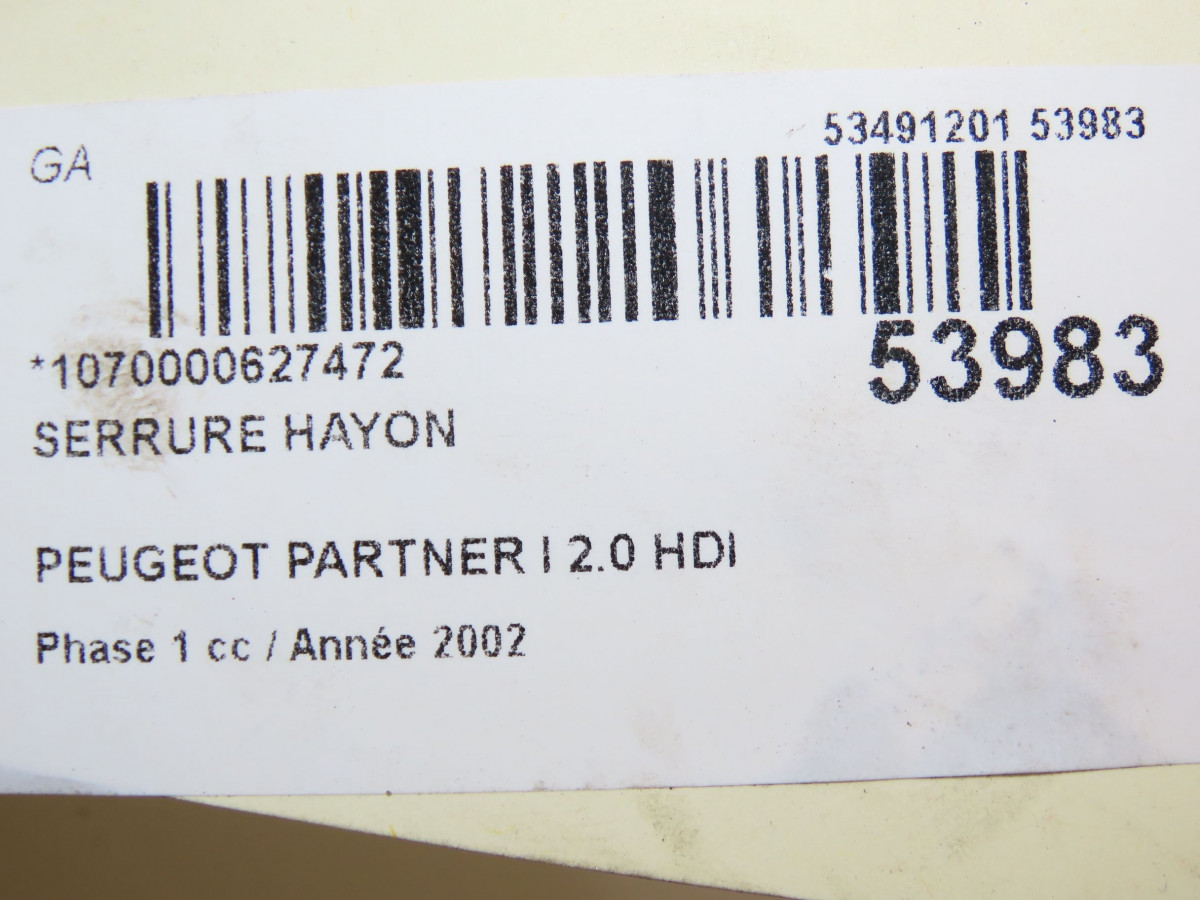 53491201 53983
GA
*1070000627472
53983
SERRURE HAYON
PEUGEOT PARTNER I 2.0 HDI
Phase 1 cc / Année 2002